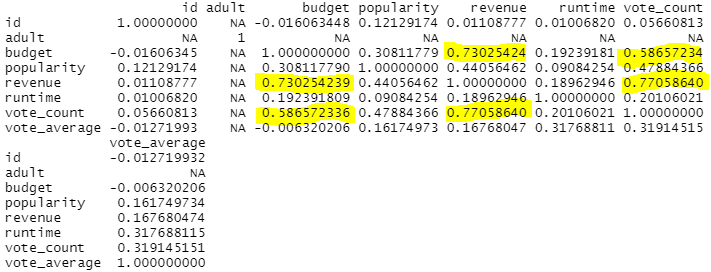 id adult budget popularity revenue runtime vote_count
id 1.00000000 NA -0.016063448 0.12129174 0.01108777 0.01006820 0.05660813
adult NA 1 NA NA NA NA NA
budget -0.01606345 NA 1.000000000 0.30811779 0.73025424 0.19239181 0.58657234
popularity 0.12129174 NA 0.308117790 1.00000000 0.44056462 0.09084254 0.47884366
revenue 0.01108777 NA 0.730254239 0.44056462 1.00000000 0.18962946 0.77058640
runtime 0.01006820 NA 0.192391809 0.09084254 0.18962946 1.00000000 0.20106021
vote_count 0.05660813 NA 0.586572336 0.47884366 0.77058640 0.20106021 1.00000000
vote_average -0.01271993 NA -0.006320206 0.16174973 0.16768047 0.31768811 0.31914515
vote_average
id -0.012719932
adult NA
budget -0.006320206
popularity 0.161749734
revenue 0.167680474
runtime 0.317688115
vote_count 0.319145151
vote_average 1.000000000